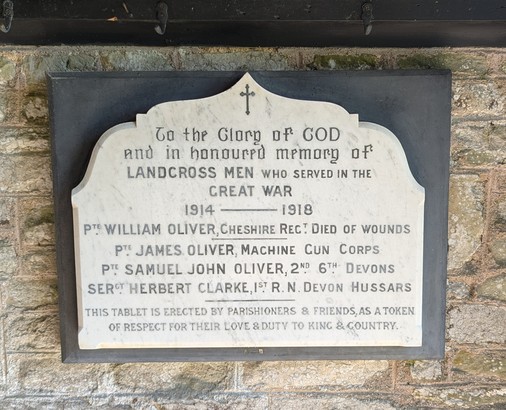 To the Glory of GOD
and in honoured memory of
LANDCROSS MEN WHO SERVED IN THE
GREAT WAR
1914 — 1918
PTE WILLIAM OLIVER, CHESHIRE REGT DIED OF WOUNDS
PTE JAMES OLIVER, MACHINE GUN CORPS
PTE SAMUEL JOHN OLIVER, 2ND 6TH DEVONS
SERGT HERBERT CLARKE, 1ST R. N. DEVON HUSSARS
THIS TABLET IS ERECTED BY PARISHIONERS & FRIENDS, AS A TOKEN
OF RESPECT FOR THEIR LOVE & DUTY TO KING & COUNTRY.